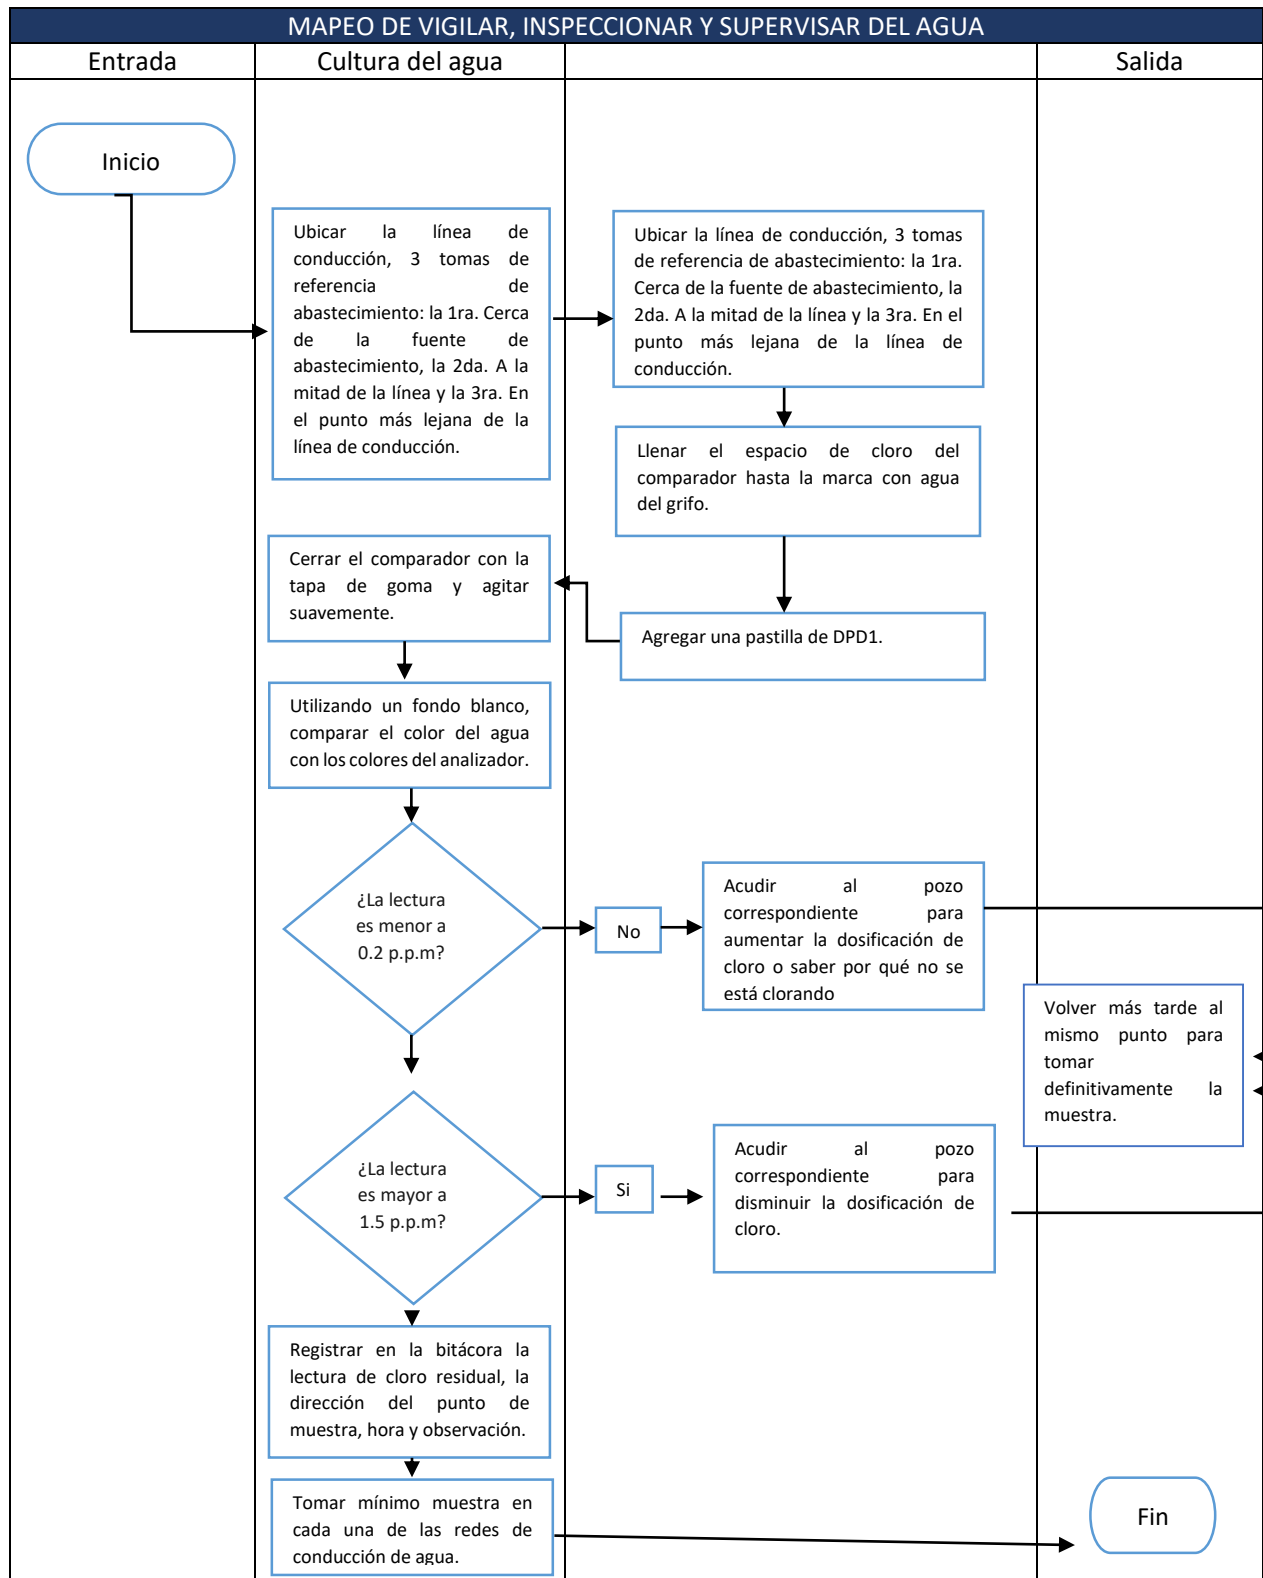 MAPEO DE VIGILAR, INSPECCIONAR Y SUPERVISAR DEL AGUA
Entrada
Cultura del agua
Salida
Inicio
Ubicar la línea de
conducción, 3 tomas de
referencia de
abastecimiento: la 1ra. Cerca
de la fuente de
abastecimiento, la 2da. A la
mitad de la línea y la 3ra. En
el punto más lejana de la
línea de conducción.
Ubicar la línea de conducción, 3 tomas
de referencia de abastecimiento: la 1ra.
Cerca de la fuente de abastecimiento, la
2da. A la mitad de la línea y la 3ra. En el
punto más lejana de la línea de
conducción.
Llenar el espacio de cloro del
comparador hasta la marca con agua
del grifo.
Agregar una pastilla de DPD1.
Cerrar el comparador con la
tapa de goma y agitar
suavemente.
Utilizando un fondo blanco,
comparar el color del agua
con los colores del analizador.
¿La lectura
es menor a
0.2 p.p.m?
No
Acudir al pozo
correspondiente para
aumentar la dosificación de
cloro o saber por qué no se
está clorando
Volver más tarde al
mismo punto para
tomar
definitivamente la
muestra.
¿La lectura
es mayor a
1.5 p.p.m?
Si
Acudir al pozo
correspondiente para
disminuir la dosificación de
cloro.
Registrar en la bitácora la
lectura de cloro residual, la
dirección del punto de
muestra, hora y observación.
Tomar mínimo muestra en
cada una de las redes de
conducción de agua.
Fin